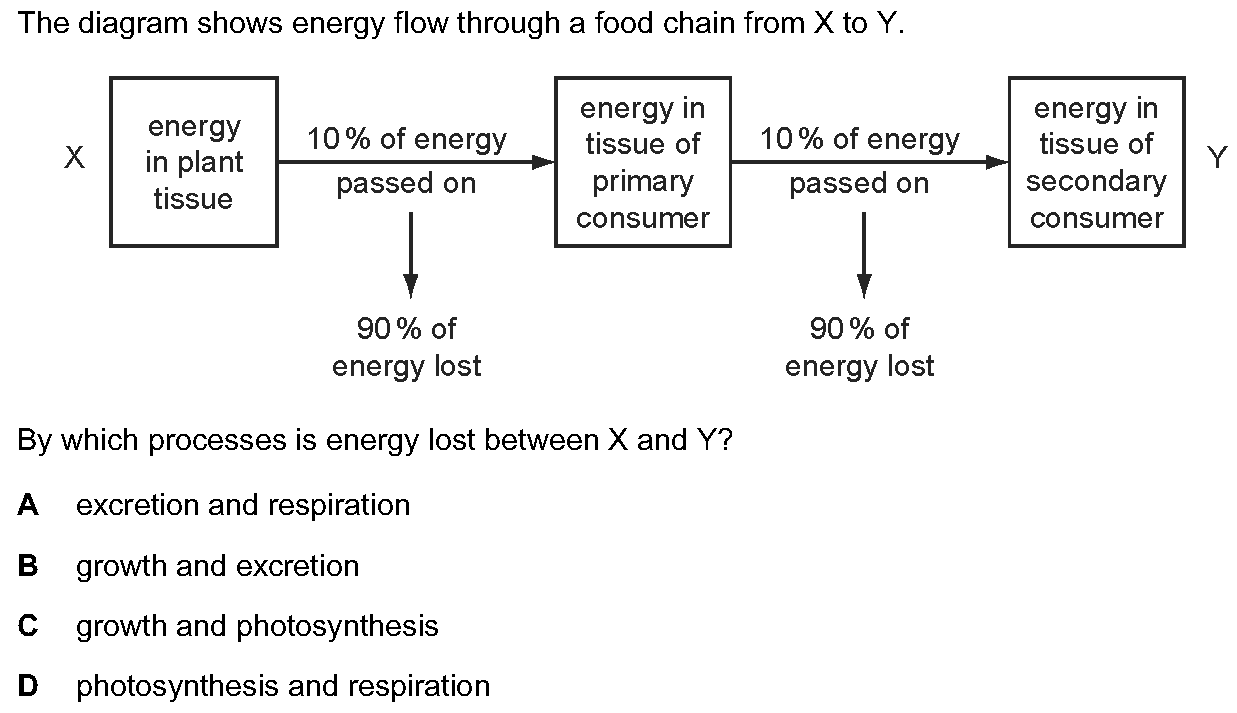 The diagram shows energy flow through a food chain from X to Y.
X
energy
in plant
tissue
10% of energy
passed on
90% of
energy lost
energy in
tissue of
primary
consumer
10% of energy
passed on
90% of
energy lost
energy in
tissue of
secondary
consumer
Y
By which processes is energy lost between X and Y?
A excretion and respiration
B growth and excretion
C growth and photosynthesis
D photosynthesis and respiration